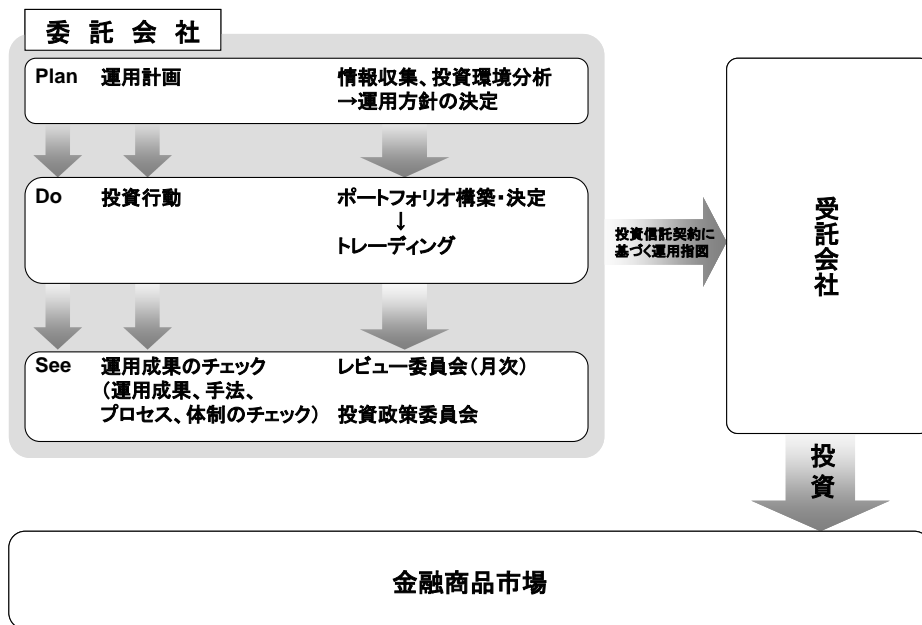 委託会社
Plan 運用計画 情報収集、投資環境分析
→運用方針の決定
Do 投資行動 ポートフォリオ構築・決定
↓
トレーディング
See 運用成果のチェック レビュー委員会(月次)
(運用成果、手法、
プロセス、体制のチェック) 投資政策委員会
投資信託契約に
基づく運用指図
受託会社
投資
金融商品市場